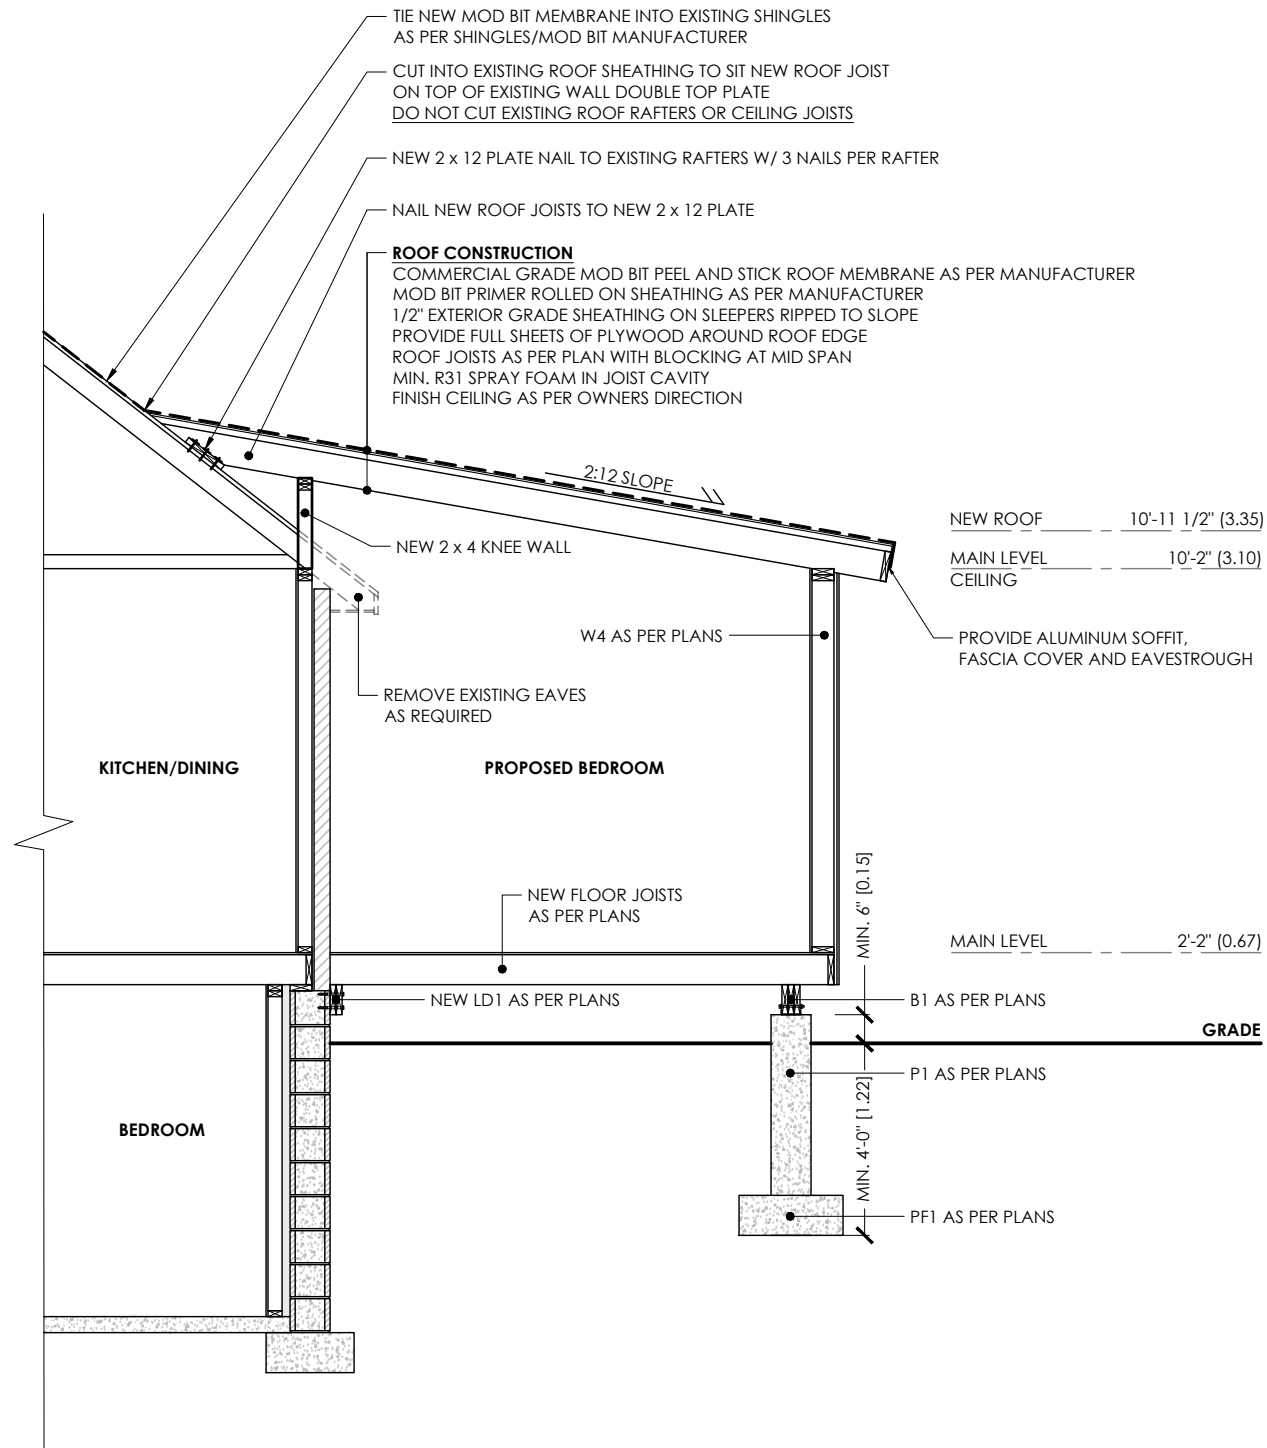 TIE NEW MOD BIT MEMBRANE INTO EXISTING SHINGLES
AS PER SHINGLES/MOD BIT MANUFACTURER
CUT INTO EXISTING ROOF SHEATHING TO SIT NEW ROOF JOIST
ON TOP OF EXISTING WALL DOUBLE TOP PLATE
DO NOT CUT EXISTING ROOF RAFTERS OR CEILING JOISTS
NEW 2 x 12 PLATE NAIL TO EXISTING RAFTERS W/ 3 NAILS PER RAFTER
NAIL NEW ROOF JOISTS TO NEW 2 x 12 PLATE
ROOF CONSTRUCTION
COMMERCIAL GRADE MOD BIT PEEL AND STICK ROOF MEMBRANE AS PER MANUFACTURER
MOD BIT PRIMER ROLLED ON SHEATHING AS PER MANUFACTURER
1/2" EXTERIOR GRADE SHEATHING ON SLEEPERS RIPPED TO SLOPE
PROVIDE FULL SHEETS OF PLYWOOD AROUND ROOF EDGE
ROOF JOISTS AS PER PLAN WITH BLOCKING AT MID SPAN
MIN. R31 SPRAY FOAM IN JOIST CAVITY
FINISH CEILING AS PER OWNERS DIRECTION
2:12 SLOPE
NEW ROOF 10'-11 1/2" (3.35)
NEW 2 x 4 KNEE WALL
MAIN LEVEL 10'-2" (3.10)
CEILING
W4 AS PER PLANS
PROVIDE ALUMINUM SOFFIT,
FASCIA COVER AND EAVESTROUGH
REMOVE EXISTING EAVES
AS REQUIRED
KITCHEN/DINING
PROPOSED BEDROOM
MIN. 6" [0.15]
NEW FLOOR JOISTS
AS PER PLANS
MAIN LEVEL 2'-2" (0.67)
NEW LD1 AS PER PLANS
B1 AS PER PLANS
GRADE
P1 AS PER PLANS
MIN. 4'-0" [1.22]
BEDROOM
PF1 AS PER PLANS